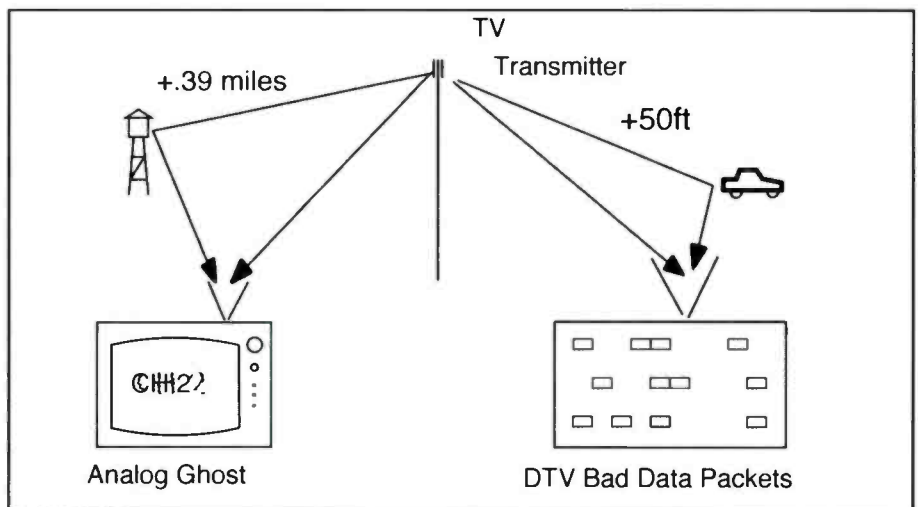 TV
Transmitter
+.39 miles
+50ft
Analog Ghost
DTV Bad Data Packets